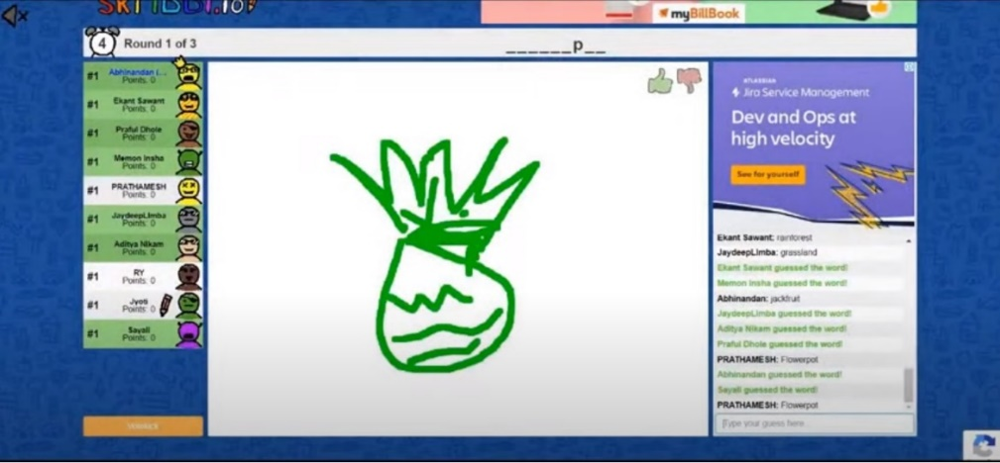 skribbl.io!
myBillBook
4
Round 1 of 3
______p__
#1 Abhinandan (...
Points: 0
#1 Ekant Sawant
Points: 0
#1 Praful Dhole
Points: 0
#1 Memon Insha
Points: 0
#1 PRATHAMESH
Points: 0
#1 JaydeepLimba
Points: 0
#1 Aditya Nikam
Points: 0
#1 RY
Points: 0
#1 Jyoti
Points: 0
#1 Sayali
Points: 0
ATLASSIAN
Jira Service Management
Dev and Ops at
high velocity
See for yourself
Ekant Sawant: rainforest
JaydeepLimba: grassland
Ekant Sawant guessed the word!
Memon Insha guessed the word!
Abhinandan: jackfruit
JaydeepLimba guessed the word!
Aditya Nikam guessed the word!
Praful Dhole guessed the word!
PRATHAMESH: Flowerpot
Abhinandan guessed the word!
Sayali guessed the word!
PRATHAMESH: Flowerpot
Type your guess here...